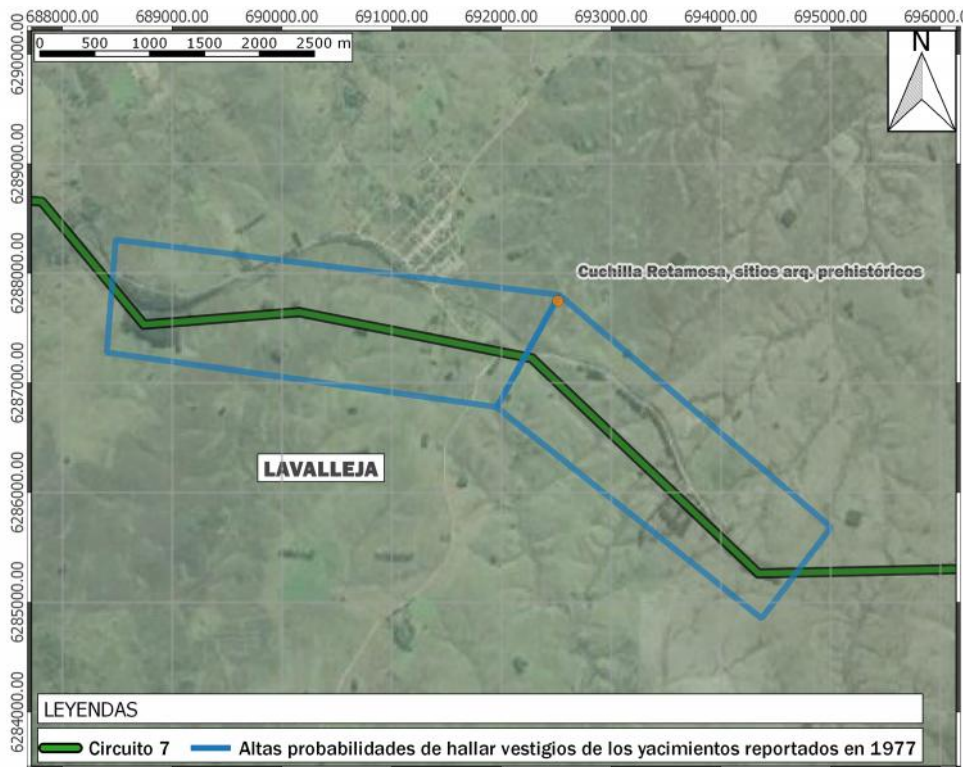 688000.00 689000.00 690000.00 691000.00 692000.00 693000.00 694000.00 695000.00 696000.0
0 500 1000 1500 2000 2500 m
N
6290000.00
6289000.00
6288000.00
6287000.00
6286000.00
6285000.00
6284000.00
Cuchilla Retamosa, sitios arq. prehistóricos
LAVALLEJA
LEYENDAS
Circuito 7 Altas probabilidades de hallar vestigios de los yacimientos reportados en 1977